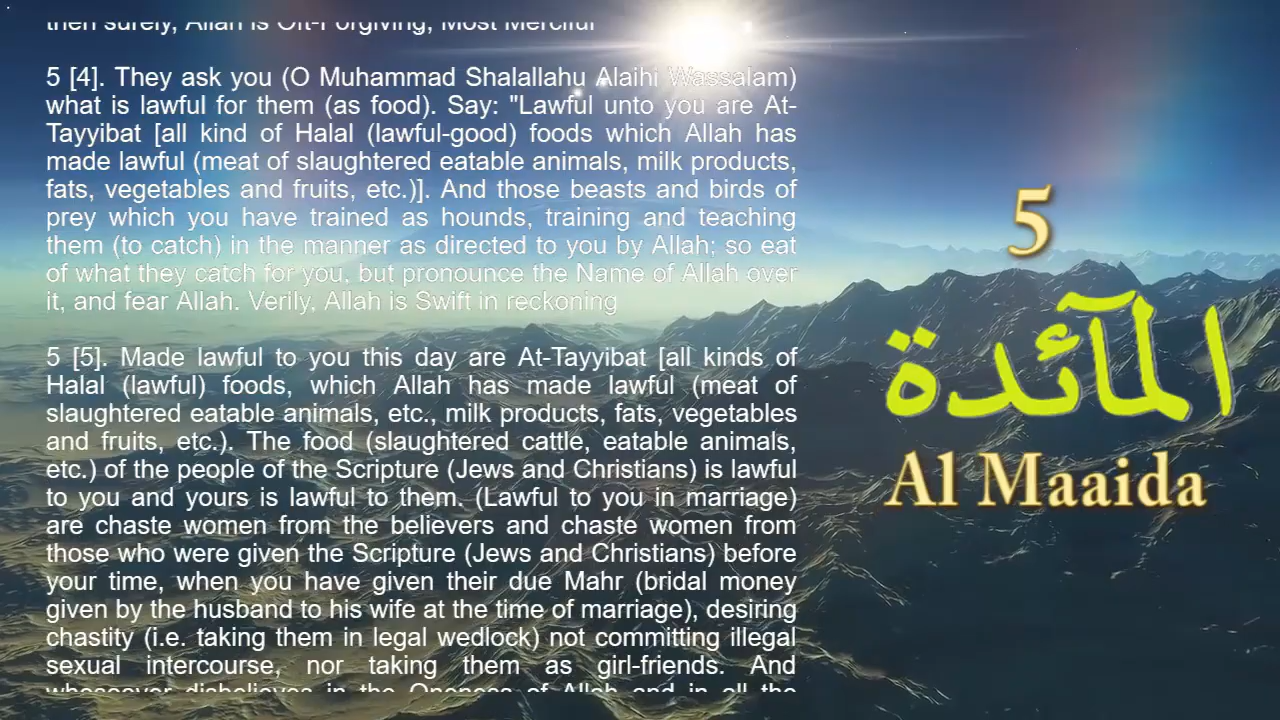 then surely, Allah is Oft-Forgiving, Most Merciful
5 [4]. They ask you (O Muhammad Shalallahu Alaihi Wassalam)
what is lawful for them (as food). Say: "Lawful unto you are At-
Tayyibat [all kind of Halal (lawful-good) foods which Allah has
made lawful (meat of slaughtered eatable animals, milk products,
fats, vegetables and fruits, etc.)]. And those beasts and birds of
prey which you have trained as hounds, training and teaching
them (to catch) in the manner as directed to you by Allah; so eat
of what they catch for you, but pronounce the Name of Allah over
it, and fear Allah. Verily, Allah is Swift in reckoning
5 [5]. Made lawful to you this day are At-Tayyibat [all kinds of
Halal (lawful) foods, which Allah has made lawful (meat of
slaughtered eatable animals, etc., milk products, fats, vegetables
and fruits, etc.). The food (slaughtered cattle, eatable animals,
etc.) of the people of the Scripture (Jews and Christians) is lawful
to you and yours is lawful to them. (Lawful to you in marriage)
are chaste women from the believers and chaste women from
those who were given the Scripture (Jews and Christians) before
your time, when you have given their due Mahr (bridal money
given by the husband to his wife at the time of marriage), desiring
chastity (i.e. taking them in legal wedlock) not committing illegal
sexual intercourse, nor taking them as girl-friends. And
whosoever disbelieves in the Oneness of Allah and in all the
5
المآئدة
Al Maaida